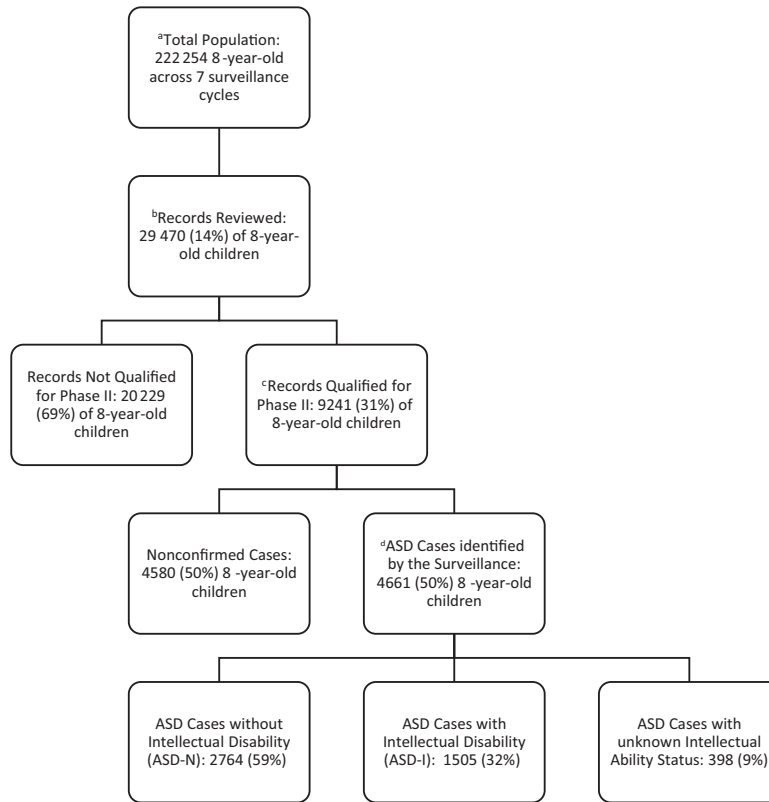 aTotal Population:
222 254 8-year-old
across 7 surveillance
cycles
bRecords Reviewed:
29 470 (14%) of 8-year-
old children
Records Not Qualified
for Phase II: 20 229
(69%) of 8-year-old
children
cRecords Qualified for
Phase II: 9241 (31%) of
8-year-old children
Nonconfirmed Cases:
4580 (50%) 8 -year-old
children
dASD Cases identified
by the Surveillance:
4661 (50%) 8 -year-old
children
ASD Cases without
Intellectual Disability
(ASD-N): 2764 (59%)
ASD Cases with
Intellectual Disability
(ASD-I): 1505 (32%)
ASD Cases with
unknown Intellectual
Ability Status: 398 (9%)